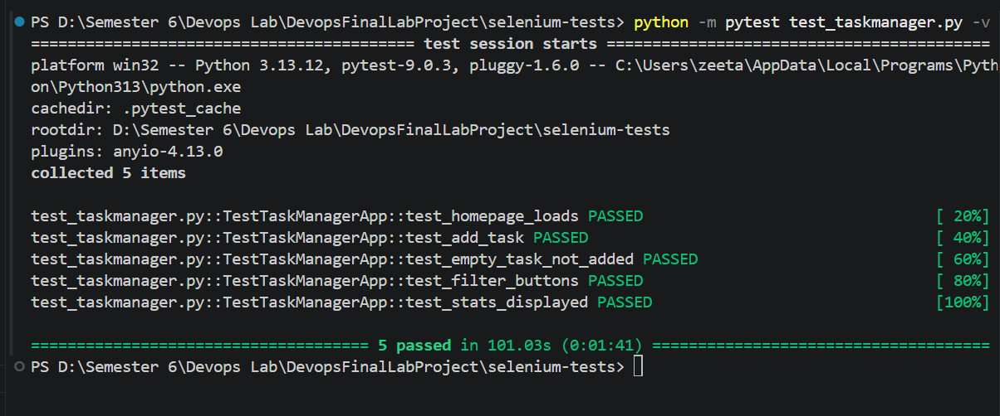 PS D:\Semester 6\Devops Lab\DevopsFinalLabProject\selenium-tests> python -m pytest test_taskmanager.py -v
========================================== test session starts ==========================================
platform win32 -- Python 3.13.12, pytest-9.0.3, pluggy-1.6.0 -- C:\Users\zeeta\AppData\Local\Programs\Pyth
on\Python313\python.exe
cachedir: .pytest_cache
rootdir: D:\Semester 6\Devops Lab\DevopsFinalLabProject\selenium-tests
plugins: anyio-4.13.0
collected 5 items
test_taskmanager.py::TestTaskManagerApp::test_homepage_loads PASSED [ 20%]
test_taskmanager.py::TestTaskManagerApp::test_add_task PASSED [ 40%]
test_taskmanager.py::TestTaskManagerApp::test_empty_task_not_added PASSED [ 60%]
test_taskmanager.py::TestTaskManagerApp::test_filter_buttons PASSED [ 80%]
test_taskmanager.py::TestTaskManagerApp::test_stats_displayed PASSED [100%]
===================================== 5 passed in 101.03s (0:01:41) =====================================
PS D:\Semester 6\Devops Lab\DevopsFinalLabProject\selenium-tests>